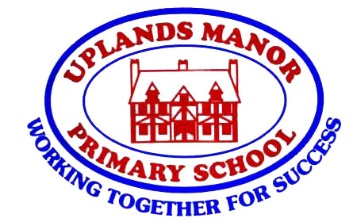 UPLANDS MANOR
PRIMARY SCHOOL
WORKING TOGETHER FOR SUCCESS